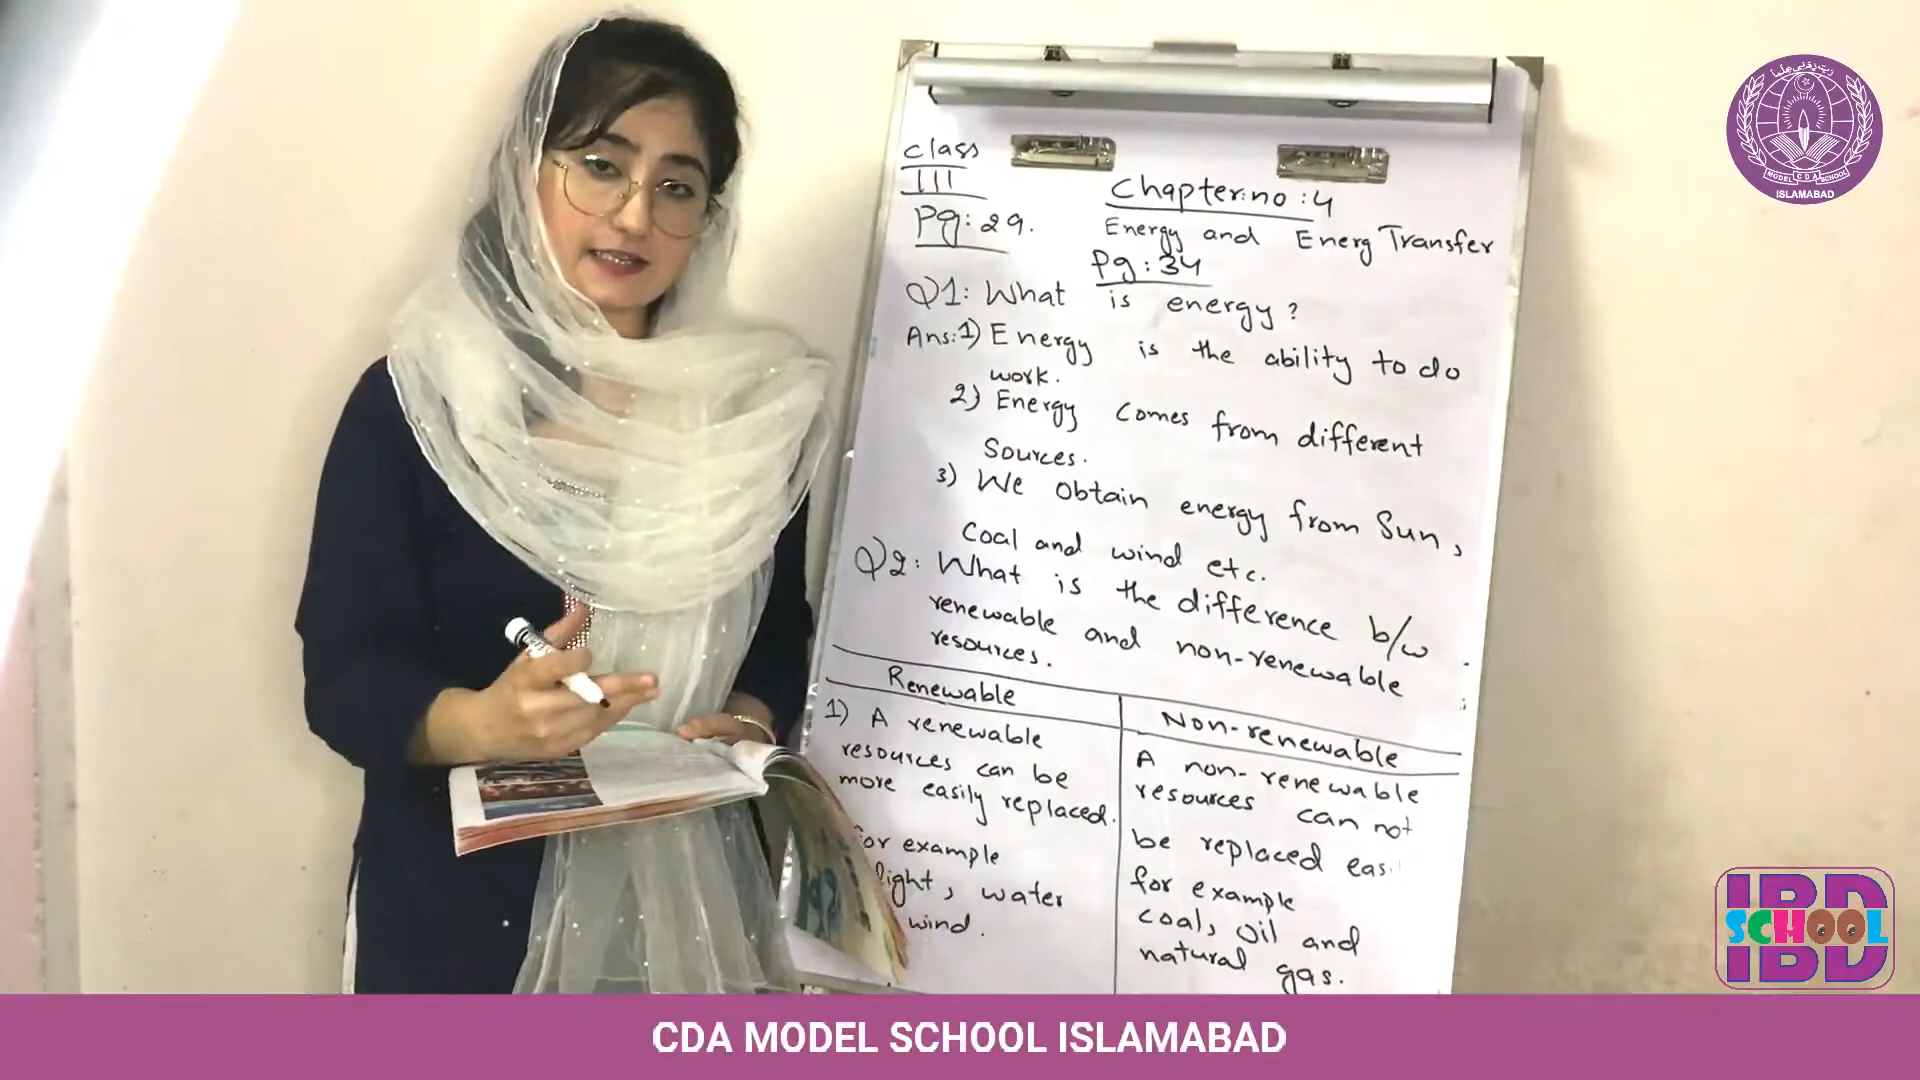 class
III
Pg: 29.
Chapter: no : 4
Energy and Energ Transfer
Pg : 34
Q1: What is energy?
Ans: 1) Energy is the ability to do
work.
2) Energy comes from different
Sources.
3) We obtain energy from Sun,
Coal and wind etc.
Q2: What is the difference b/w
renewable and non-renewable
resources.
Renewable
1) A renewable
resources can be
more easily replaced.
for example
light, water
wind.
Non-renewable
A non-renewable
resources can not
be replaced easi
for example
coal, oil and
natural gas.
MODEL CDA SCHOOL
ISLAMABAD
IBD
SCHOOL
IBD
CDA MODEL SCHOOL ISLAMABAD